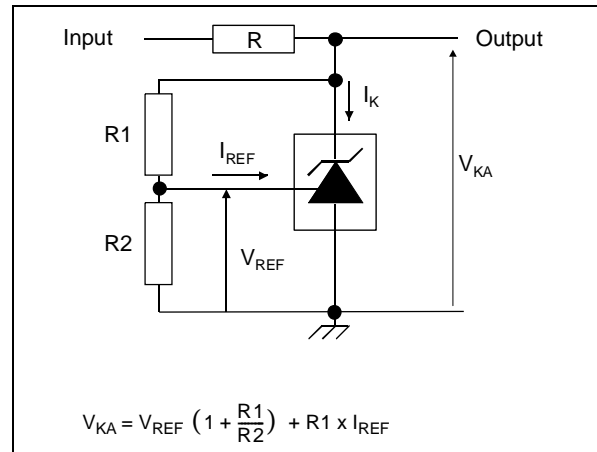 Input R Output
I_K
R1
I_REF
V_KA
R2
V_REF
V_KA = V_REF (1 + R1/R2) + R1 x I_REF